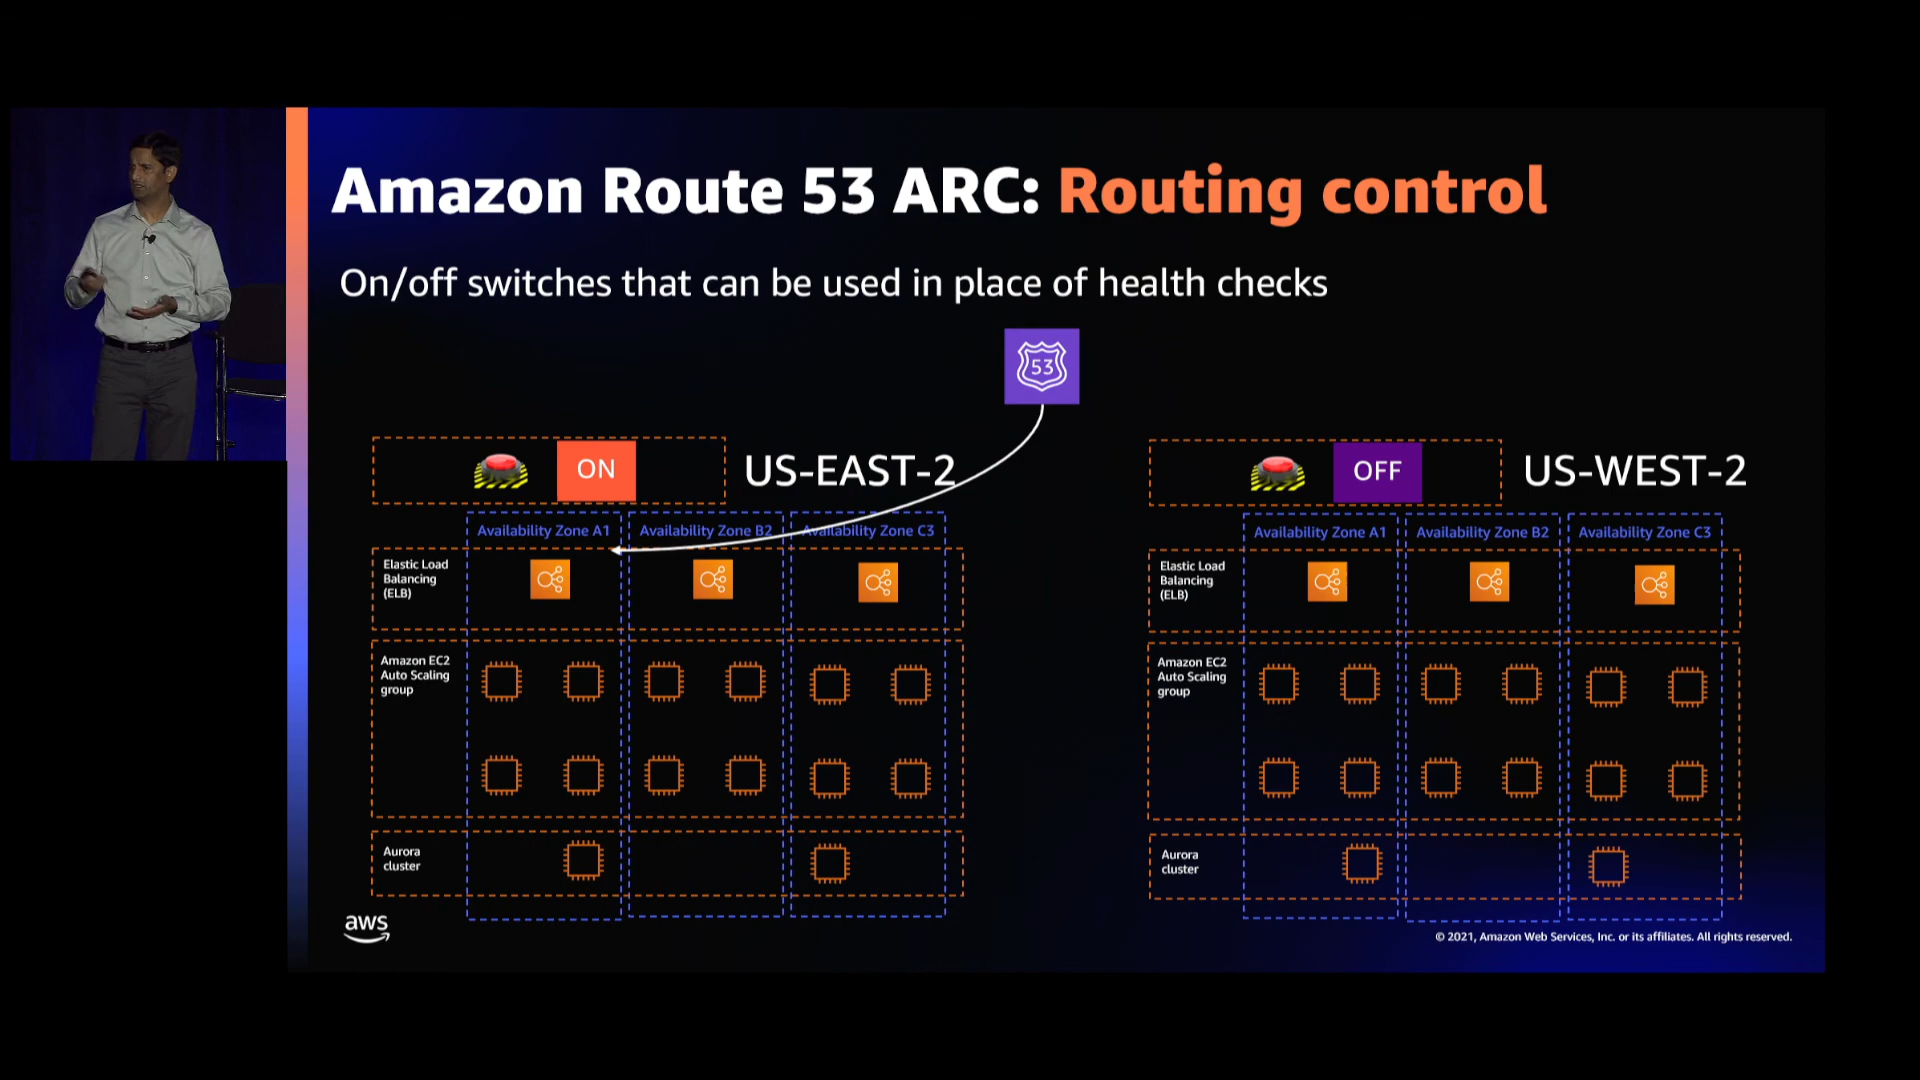 Amazon Route 53 ARC: Routing control
On/off switches that can be used in place of health checks
53
ON
US-EAST-2
Availability Zone A1
Availability Zone B2
Availability Zone C3
Elastic Load
Balancing
(ELB)
Amazon EC2
Auto Scaling
group
Aurora
cluster
OFF
US-WEST-2
Availability Zone A1
Availability Zone B2
Availability Zone C3
Elastic Load
Balancing
(ELB)
Amazon EC2
Auto Scaling
group
Aurora
cluster
aws
© 2021, Amazon Web Services, Inc. or its affiliates. All rights reserved.